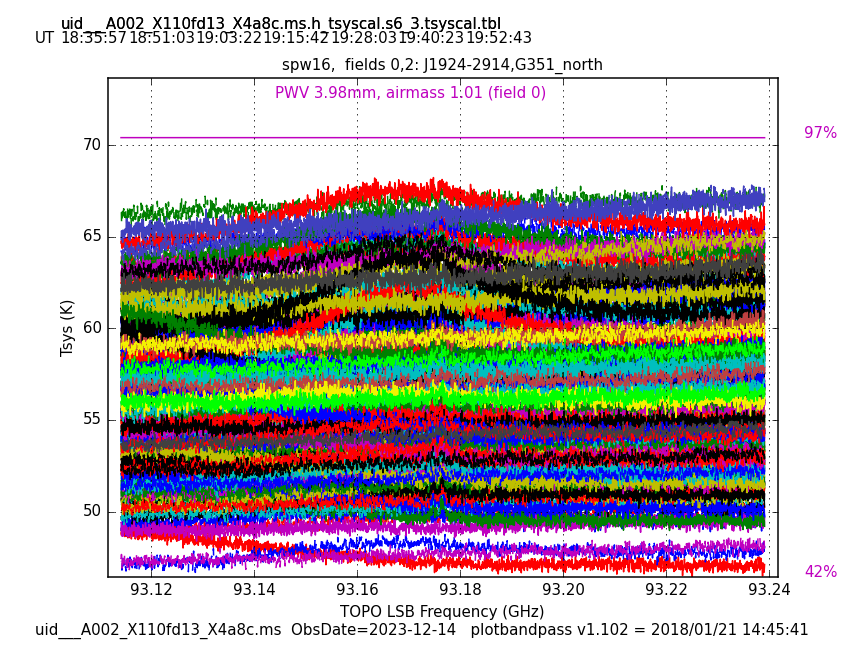 uid___A002_X110fd13_X4a8c.ms.h_tsyscal.s6_3.tsyscal.tbl
UT 18:35:57 18:51:03 19:03:22 19:15:42 19:28:03 19:40:23 19:52:43
spw16,  fields 0,2: J1924-2914,G351_north
PWV 3.98mm, airmass 1.01 (field 0)
97%
70
65
60
55
50
Tsys (K)
42%
93.12 93.14 93.16 93.18 93.20 93.22 93.24
TOPO LSB Frequency (GHz)
uid___A002_X110fd13_X4a8c.ms  ObsDate=2023-12-14   plotbandpass v1.102 = 2018/01/21 14:45:41